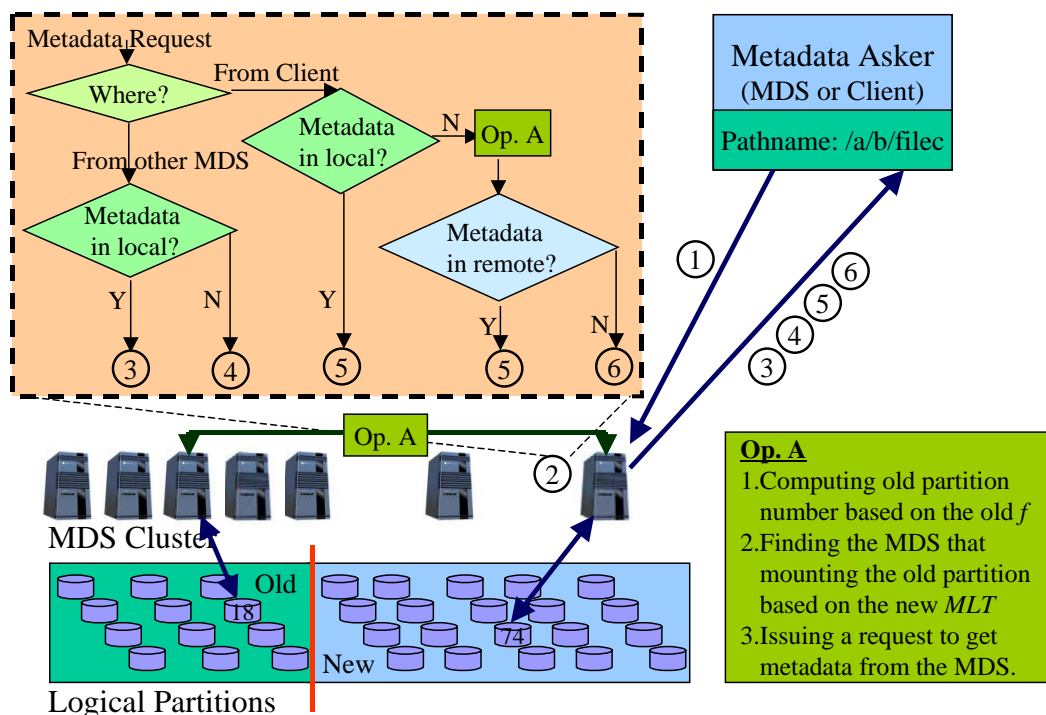 Metadata Request
Where?
From Client
From other MDS
Metadata
in local?
Y
N
Metadata
in local?
N
Op. A
Y
Metadata
in remote?
Y
N
3
4
5
5
6
Metadata Asker
(MDS or Client)
Pathname: /a/b/filec
1
6
5
4
3
Op. A
2
MDS Cluster
Old
18
New
74
Logical Partitions
Op. A
1.Computing old partition
number based on the old f
2.Finding the MDS that
mounting the old partition
based on the new MLT
3.Issuing a request to get
metadata from the MDS.